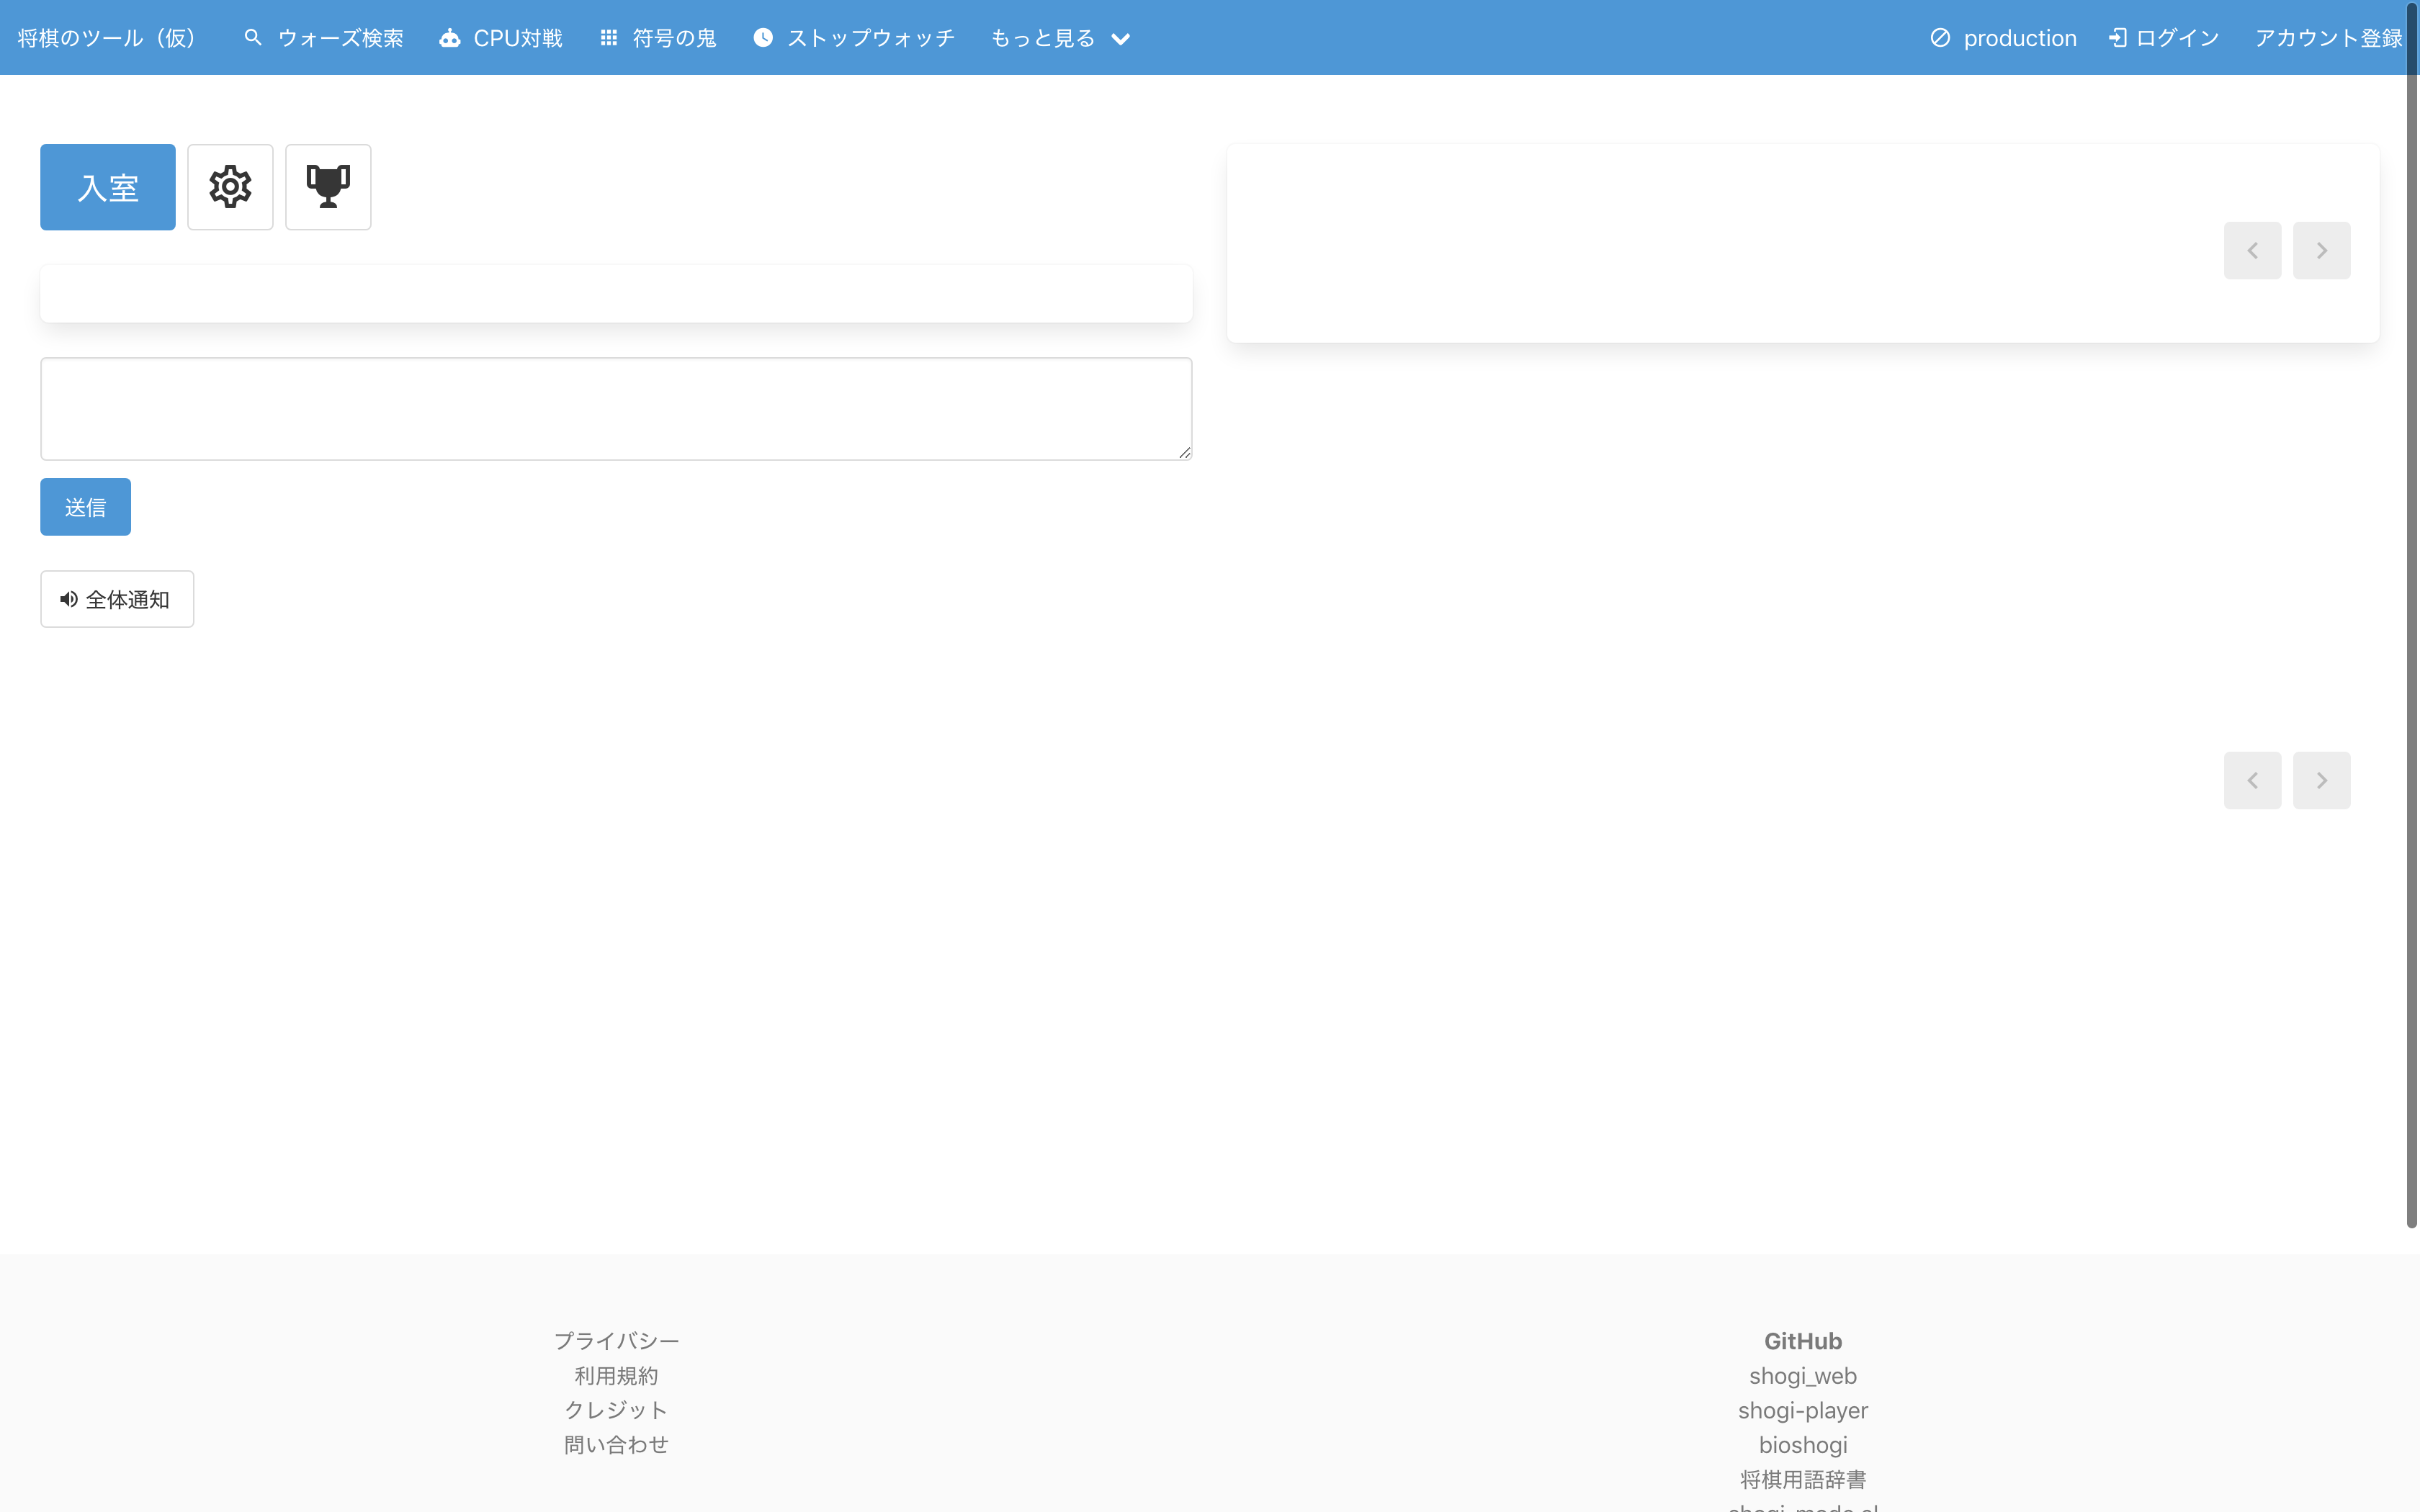 将棋のツール（仮） ウォーズ検索 CPU対戦 符号の鬼 ストップウォッチ もっと見る production ログイン アカウント登録
入室
送信
全体通知
プライバシー
利用規約
クレジット
問い合わせ
GitHub
shogi_web
shogi-player
bioshogi
将棋用語辞書